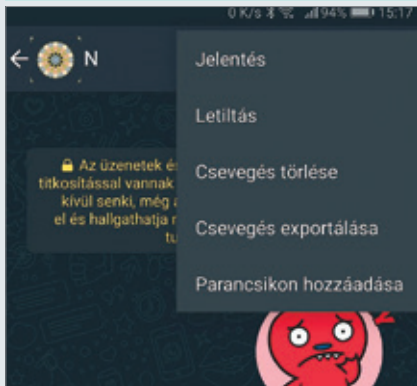 0 K/s 94% 15:17
N
Jelentés
Letiltás
Csevegés törlése
Csevegés exportálása
Parancsikon hozzáadása
Az üzenetek és
titkosítással vannak
kívül senki, még a
el és hallgathatja
tu